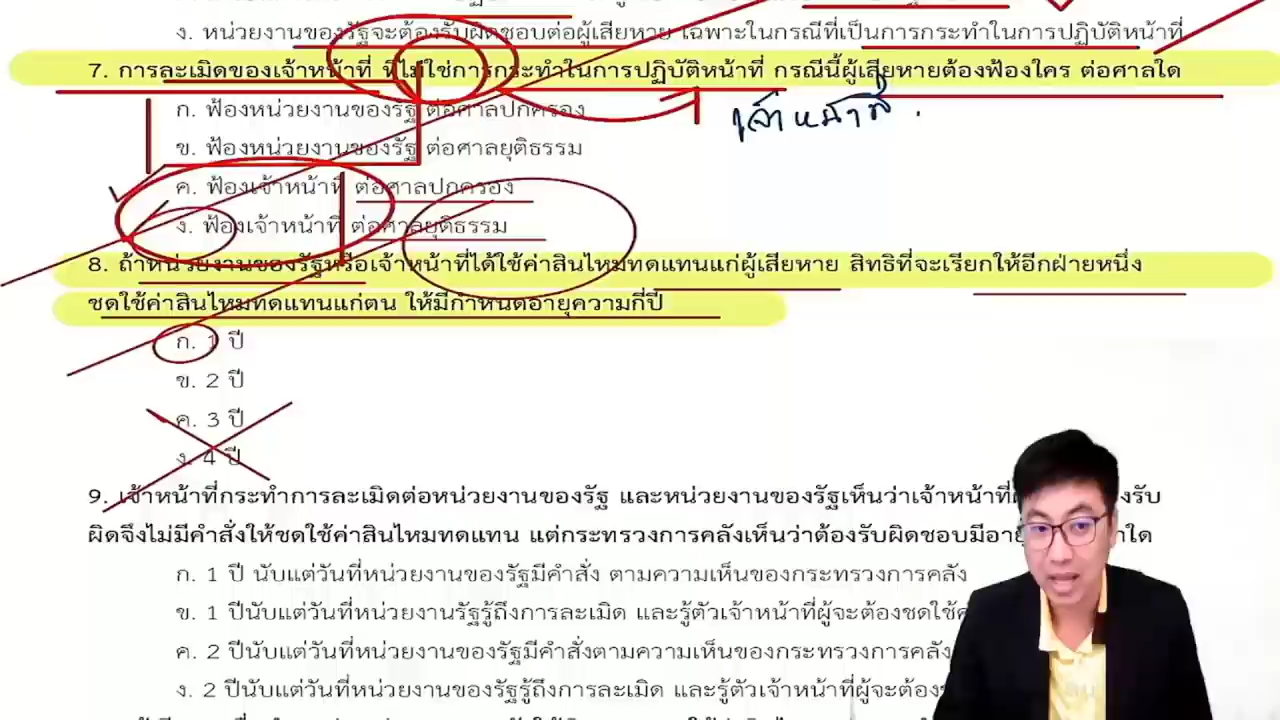 ง. หน่วยงานของรัฐจะต้องรับผิดชอบต่อผู้เสียหาย เฉพาะในกรณีที่เป็นการกระทำในการปฏิบัติหน้าที่
7. การละเมิดของเจ้าหน้าที่ ที่ไม่ใช่การกระทำในการปฏิบัติหน้าที่ กรณีนี้ผู้เสียหายต้องฟ้องใคร ต่อศาลใด
ก. ฟ้องหน่วยงานของรัฐ ต่อศาลปกครอง
เจ้าหน้าที่
ข. ฟ้องหน่วยงานของรัฐ ต่อศาลยุติธรรม
ค. ฟ้องเจ้าหน้าที่ ต่อศาลปกครอง
ง. ฟ้องเจ้าหน้าที่ ต่อศาลยุติธรรม
8. ถ้าหน่วยงานของรัฐหรือเจ้าหน้าที่ได้ใช้ค่าสินไหมทดแทนแก่ผู้เสียหาย สิทธิที่จะเรียกให้อีกฝ่ายหนึ่ง
ชดใช้ค่าสินไหมทดแทนแก่ตน ให้มีกำหนดอายุความกี่ปี
ก. 1 ปี
ข. 2 ปี
ค. 3 ปี
ง. 4 ปี
9. เจ้าหน้าที่กระทำการละเมิดต่อหน่วยงานของรัฐ และหน่วยงานของรัฐเห็นว่าเจ้าหน้าที่
ผิดจึงไม่มีคำสั่งให้ชดใช้ค่าสินไหมทดแทน แต่กระทรวงการคลังเห็นว่าต้องรับผิดชอบมี
ก. 1 ปี นับแต่วันที่หน่วยงานของรัฐมีคำสั่ง ตามความเห็นของกระทรวงการคลัง
ข. 1 ปีนับแต่วันที่หน่วยงานรัฐรู้ถึงการละเมิด และรู้ตัวเจ้าหน้าที่ผู้จะต้องชดใช้
ค. 2 ปีนับแต่วันที่หน่วยงานของรัฐมีคำสั่งตามความเห็นของกระทรวงการคลัง
ง. 2 ปีนับแต่วันที่หน่วยงานของรัฐรู้ถึงการละเมิด และรู้ตัวเจ้าหน้าที่ผู้จะต้อง